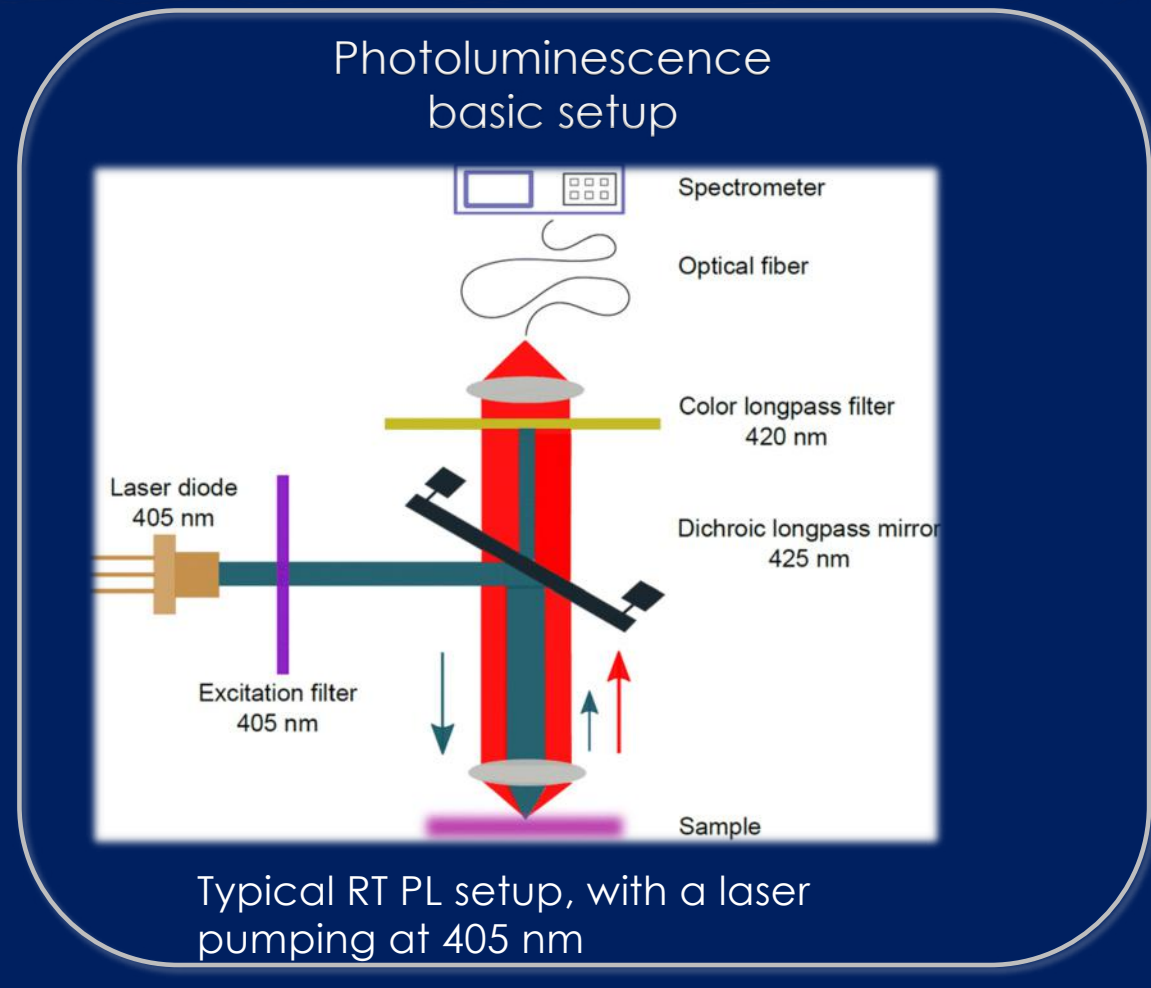 Photoluminescence
basic setup
Spectrometer
Optical fiber
Color longpass filter
420 nm
Laser diode
405 nm
Dichroic longpass mirror
425 nm
Excitation filter
405 nm
Sample
Typical RT PL setup, with a laser
pumping at 405 nm